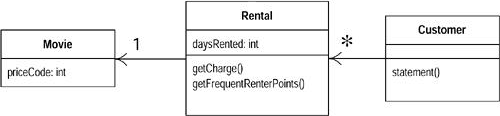 Movie
priceCode: int
1
Rental
daysRented: int
getCharge()
getFrequentRenterPoints()
*
Customer
statement()